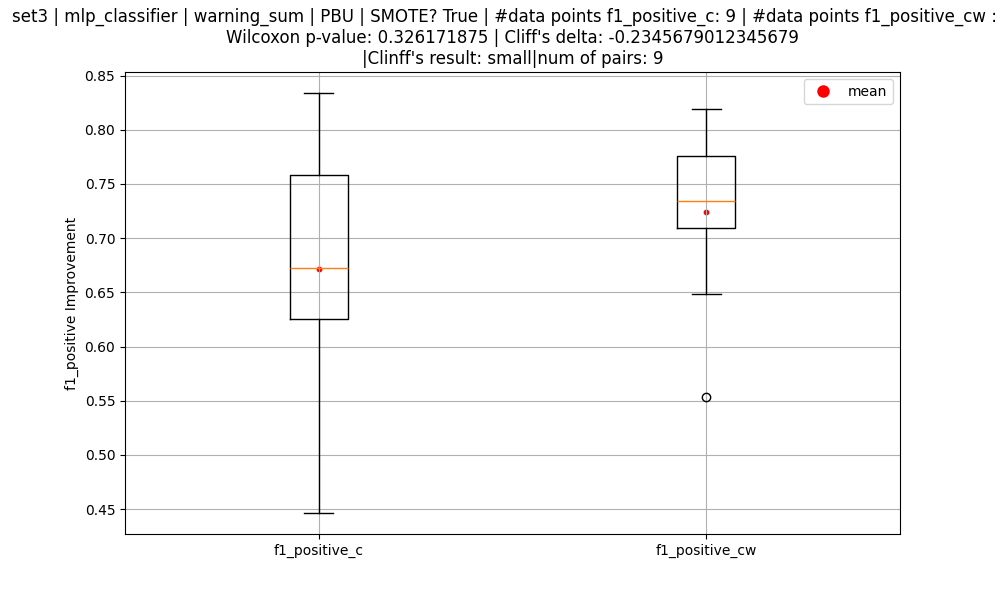 set3 | mlp_classifier | warning_sum | PBU | SMOTE? True | #data points f1_positive_c: 9 | #data points f1_positive_cw :
Wilcoxon p-value: 0.326171875 | Cliff's delta: -0.2345679012345679
|Clinff's result: small|num of pairs: 9
mean
0.85
0.80
0.75
0.70
0.65
0.60
0.55
0.50
0.45
f1_positive Improvement
f1_positive_c
f1_positive_cw